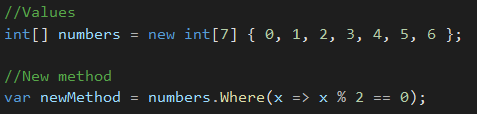 //Values
int[] numbers = new int[7] { 0, 1, 2, 3, 4, 5, 6 };
//New method
var newMethod = numbers.Where(x => x % 2 == 0);